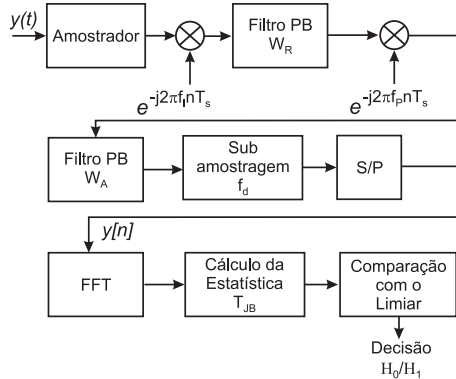 y(t)
Amostrador
Filtro PB
W_R
e^-j2πf_I nT_s
e^-j2πf_P nT_s
Filtro PB
W_A
Sub
amostragem
f_d
S/P
y[n]
FFT
Cálculo da
Estatística
T_JB
Comparação
com o
Limiar
Decisão
H_0/H_1